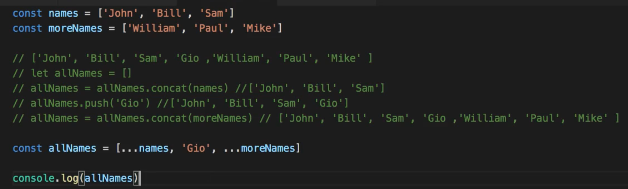 const names = ['John', 'Bill', 'Sam']
const moreNames = ['William', 'Paul', 'Mike']
// ['John', 'Bill', 'Sam', 'Gio ,'William', 'Paul', 'Mike' ]
// let allNames = []
// allNames = allNames.concat(names) //['John', 'Bill', 'Sam']
// allNames.push('Gio') //['John', 'Bill', 'Sam', 'Gio']
// allNames = allNames.concat(moreNames) // ['John', 'Bill', 'Sam', 'Gio ,'William', 'Paul', 'Mike' ]
const allNames = [...names, 'Gio', ...moreNames]
console.log(allNames)